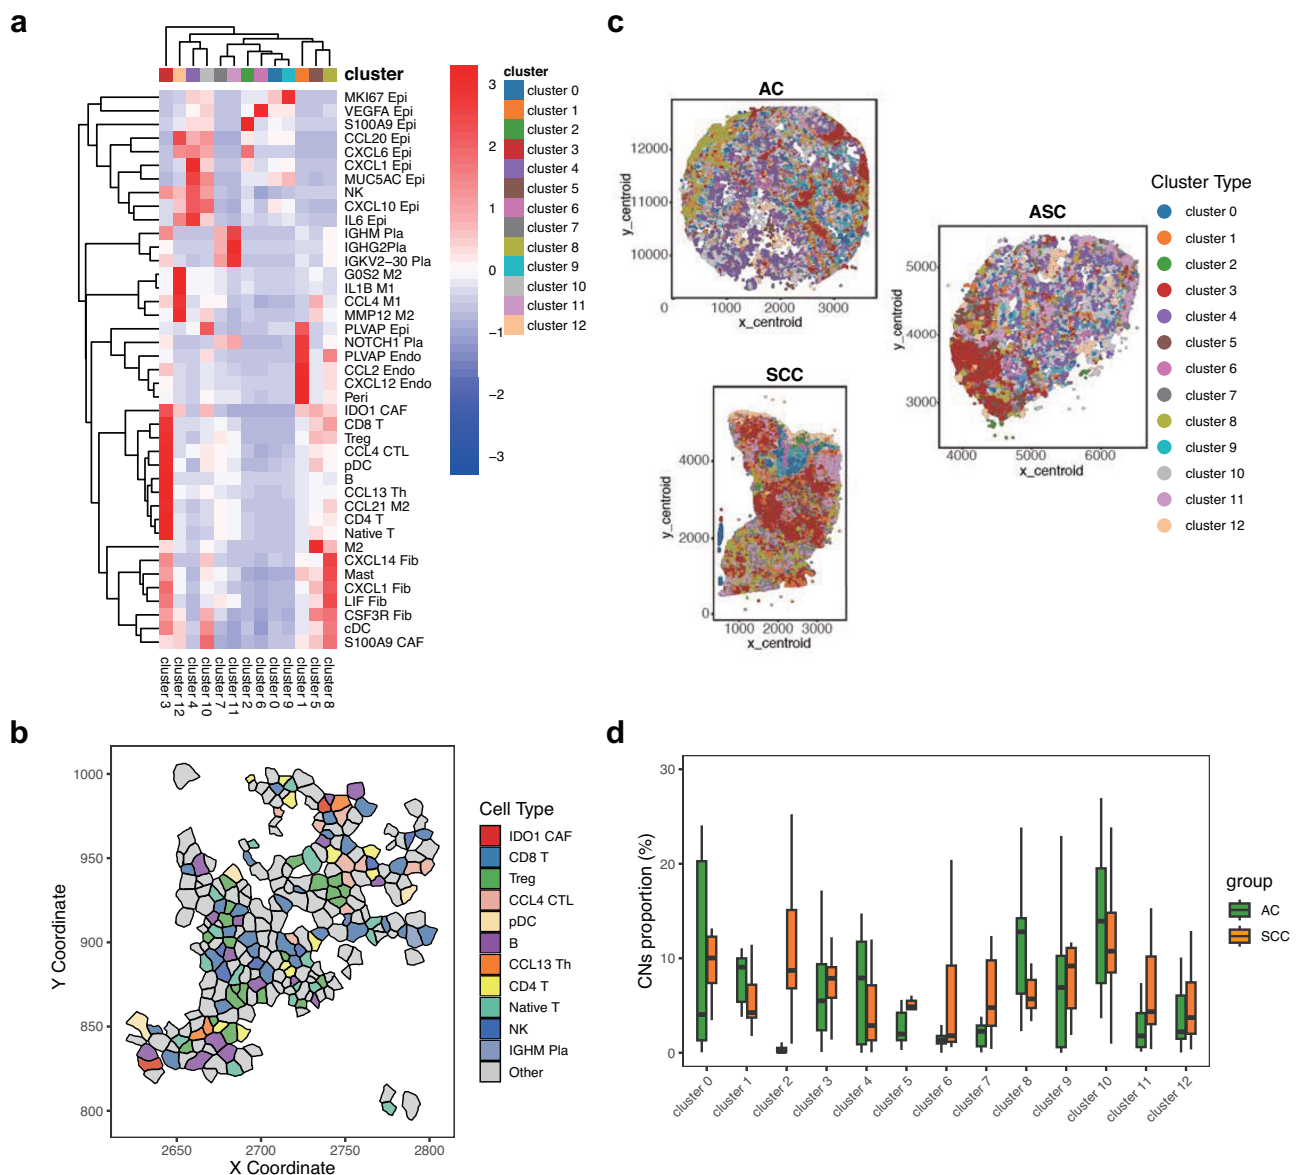 a
cluster
MKI67 Epi
VEGFA Epi
S100A9 Epi
CCL20 Epi
CXCL6 Epi
CXCL1 Epi
MUC5AC Epi
NK
CXCL10 Epi
IL6 Epi
IGHM Pla
IGHG2Pla
IGKV2−30 Pla
G0S2 M2
IL1B M1
CCL4 M1
MMP12 M2
PLVAP Epi
NOTCH1 Pla
PLVAP Endo
CCL2 Endo
CXCL12 Endo
Peri
IDO1 CAF
CD8 T
Treg
CCL4 CTL
pDC
B
CCL13 Th
CCL21 M2
CD4 T
Native T
M2
CXCL14 Fib
Mast
CXCL1 Fib
LIF Fib
CSF3R Fib
cDC
S100A9 CAF
cluster 3
cluster 12
cluster 4
cluster 10
cluster 7
cluster 11
cluster 2
cluster 6
cluster 0
cluster 9
cluster 1
cluster 5
cluster 8
3
2
1
0
−1
−2
−3
cluster
cluster 0
cluster 1
cluster 2
cluster 3
cluster 4
cluster 5
cluster 6
cluster 7
cluster 8
cluster 9
cluster 10
cluster 11
cluster 12
c
AC
12000
11000
10000
y_centroid
0 1000 2000 3000
x_centroid
ASC
5000
4000
3000
y_centroid
4000 5000 6000
x_centroid
SCC
4000
2000
0
y_centroid
1000 2000 3000
x_centroid
Cluster Type
cluster 0
cluster 1
cluster 2
cluster 3
cluster 4
cluster 5
cluster 6
cluster 7
cluster 8
cluster 9
cluster 10
cluster 11
cluster 12
b
1000
950
900
850
800
Y Coordinate
2650 2700 2750 2800
X Coordinate
Cell Type
IDO1 CAF
CD8 T
Treg
CCL4 CTL
pDC
B
CCL13 Th
CD4 T
Native T
NK
IGHM Pla
Other
d
30
20
10
0
CNs proportion (%)
cluster 0
cluster 1
cluster 2
cluster 3
cluster 4
cluster 5
cluster 6
cluster 7
cluster 8
cluster 9
cluster 10
cluster 11
cluster 12
group
AC
SCC